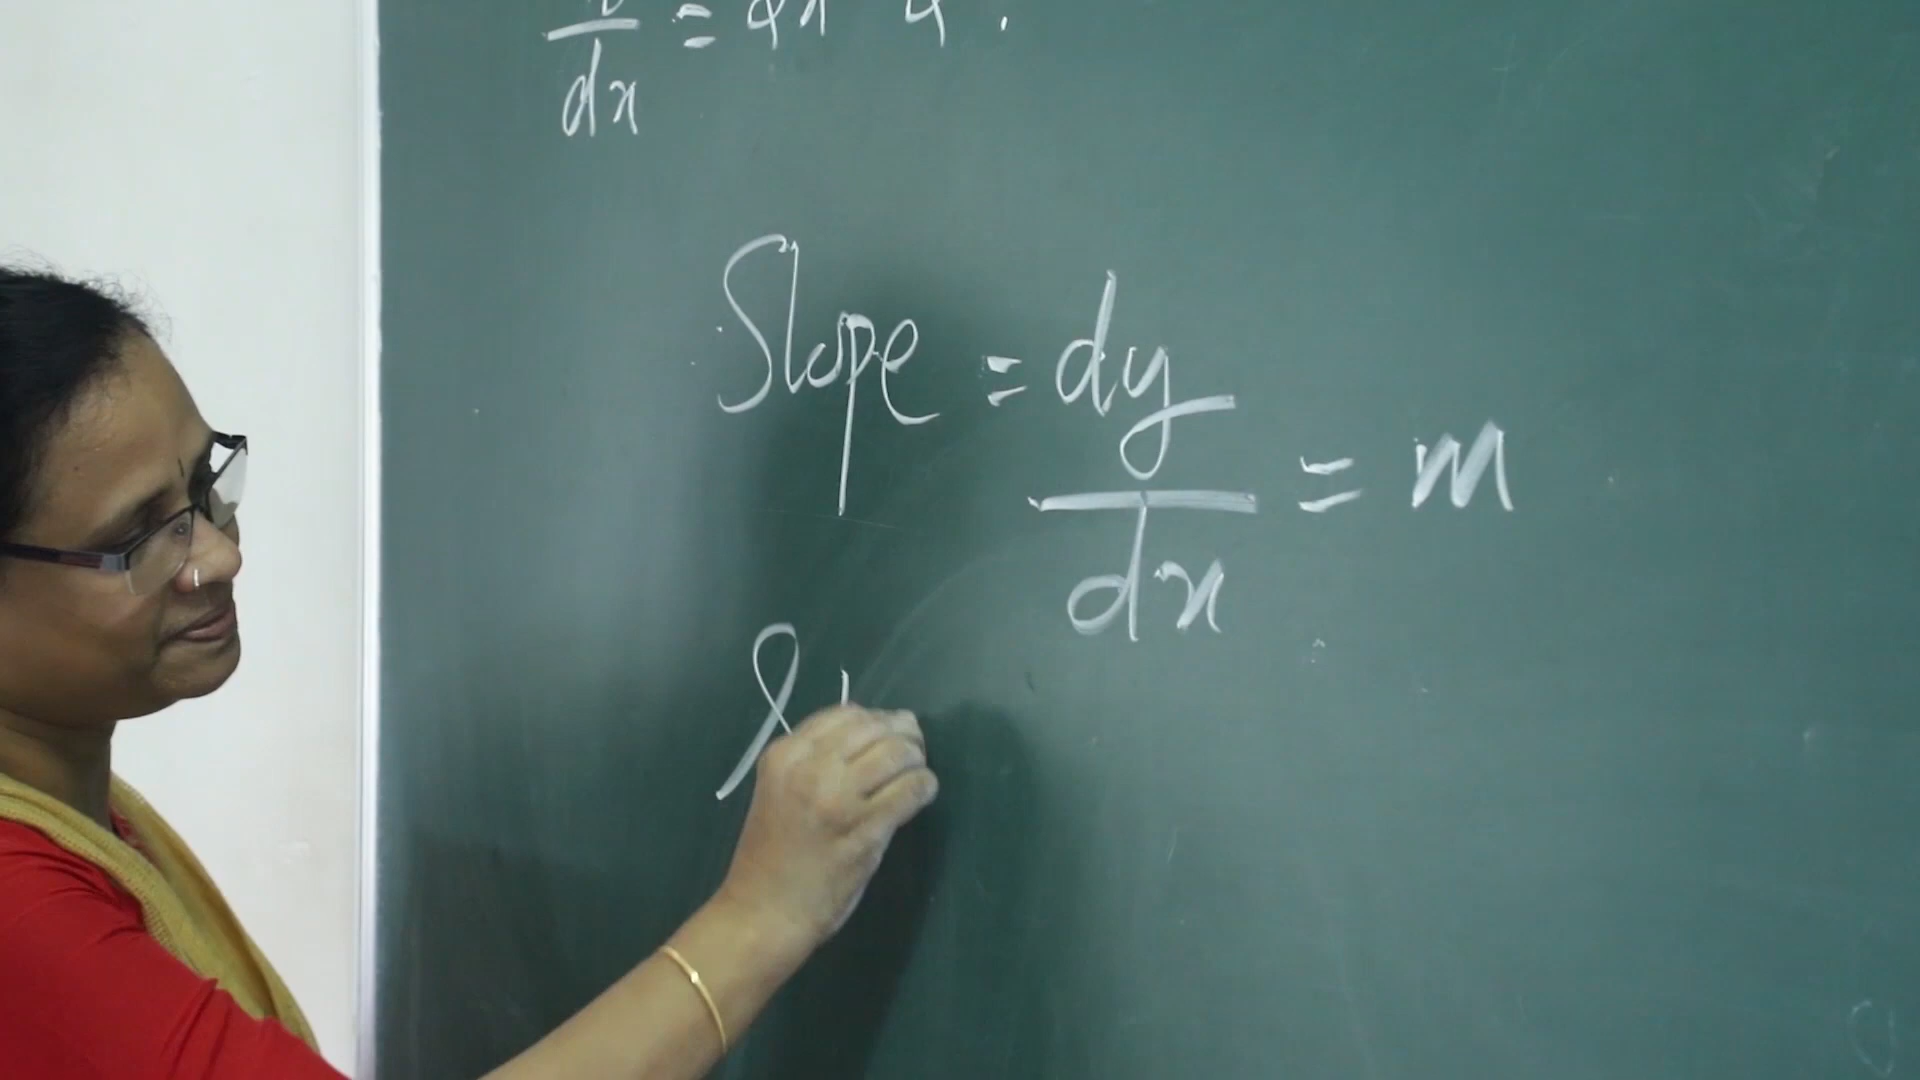 dx =
Slope = dy/dx = m